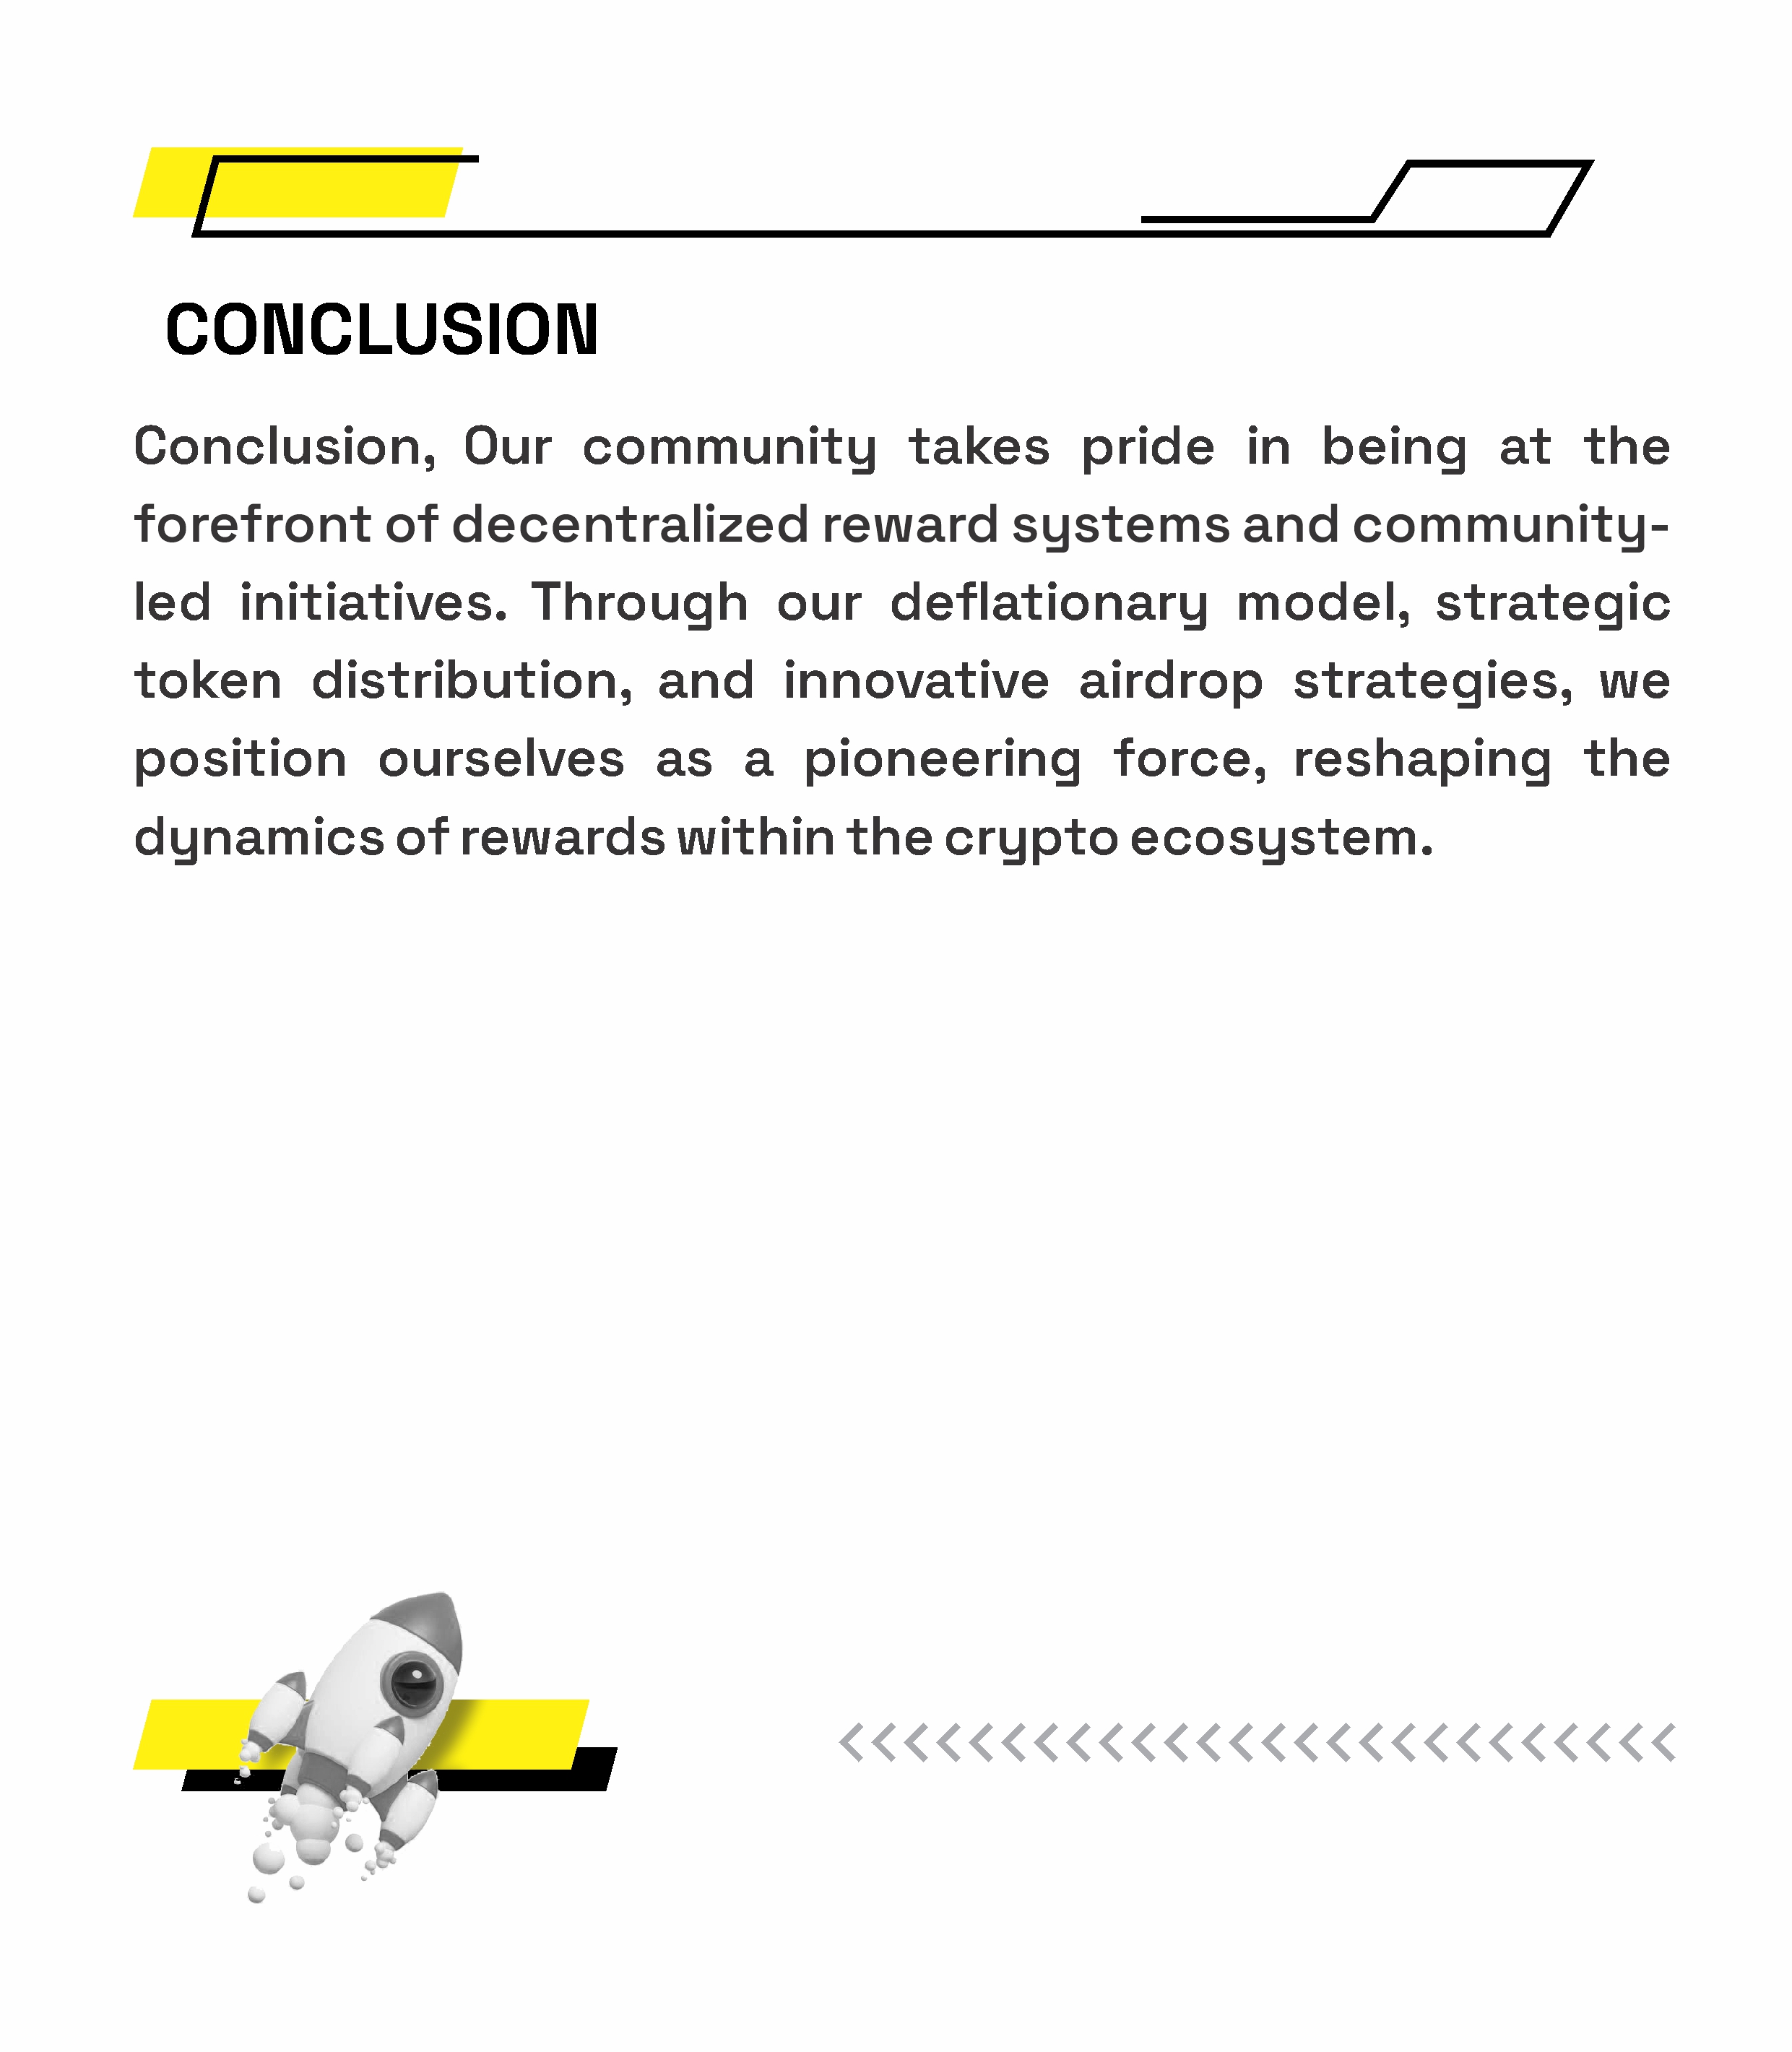 CONCLUSION
Conclusion, Our community takes pride in being at the
forefront of decentralized reward systems and community-
led initiatives. Through our deflationary model, strategic
token distribution, and innovative airdrop strategies, we
position ourselves as a pioneering force, reshaping the
dynamics of rewards within the crypto ecosystem.